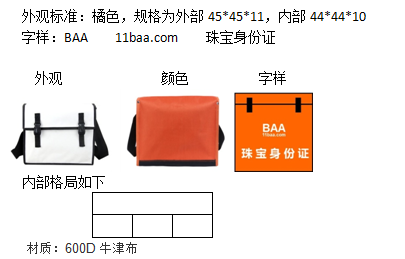 外观标准：橘色，规格为外部 45*45*11，内部 44*44*10
字样：BAA 11baa.com 珠宝身份证
外观 颜色 字样
BAA
11baa.com
珠宝身份证
内部格局如下
材质：600D 牛津布